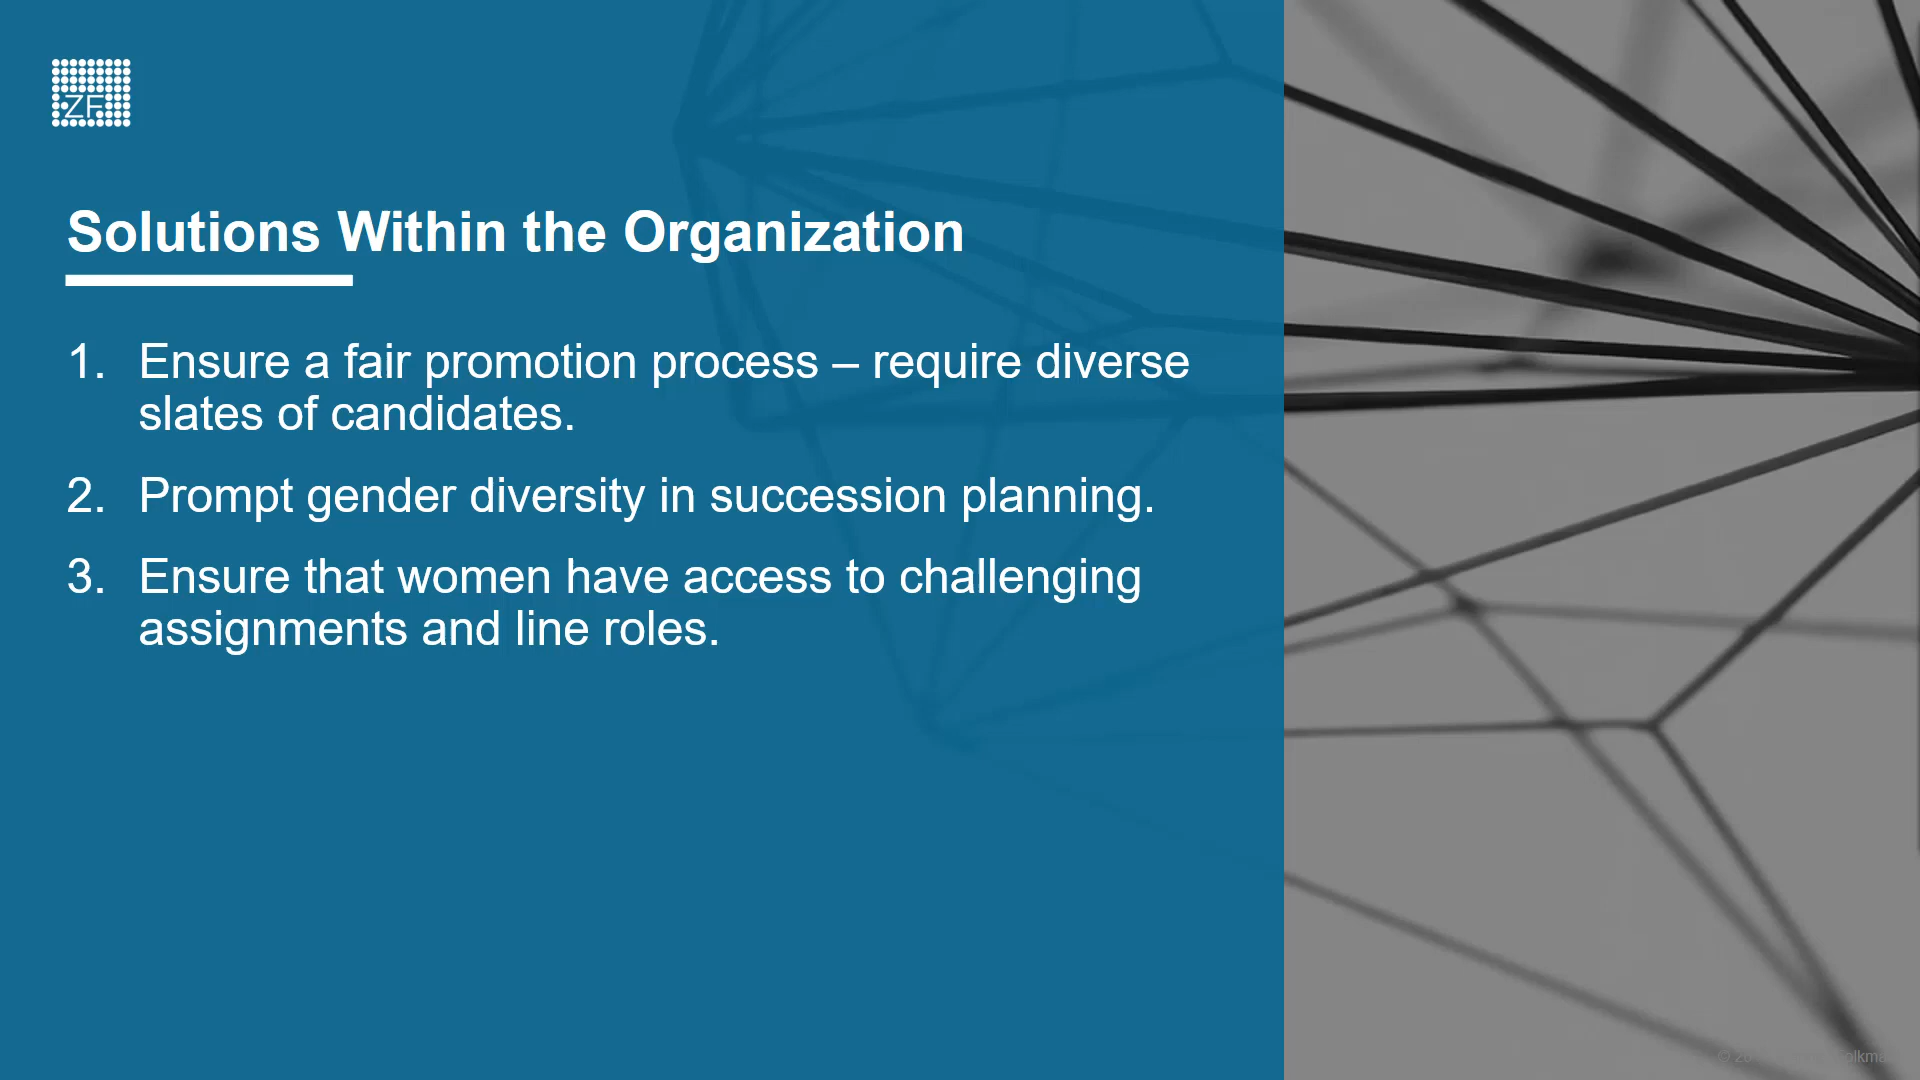 ZF
Solutions Within the Organization
1. Ensure a fair promotion process – require diverse
slates of candidates.
2. Prompt gender diversity in succession planning.
3. Ensure that women have access to challenging
assignments and line roles.